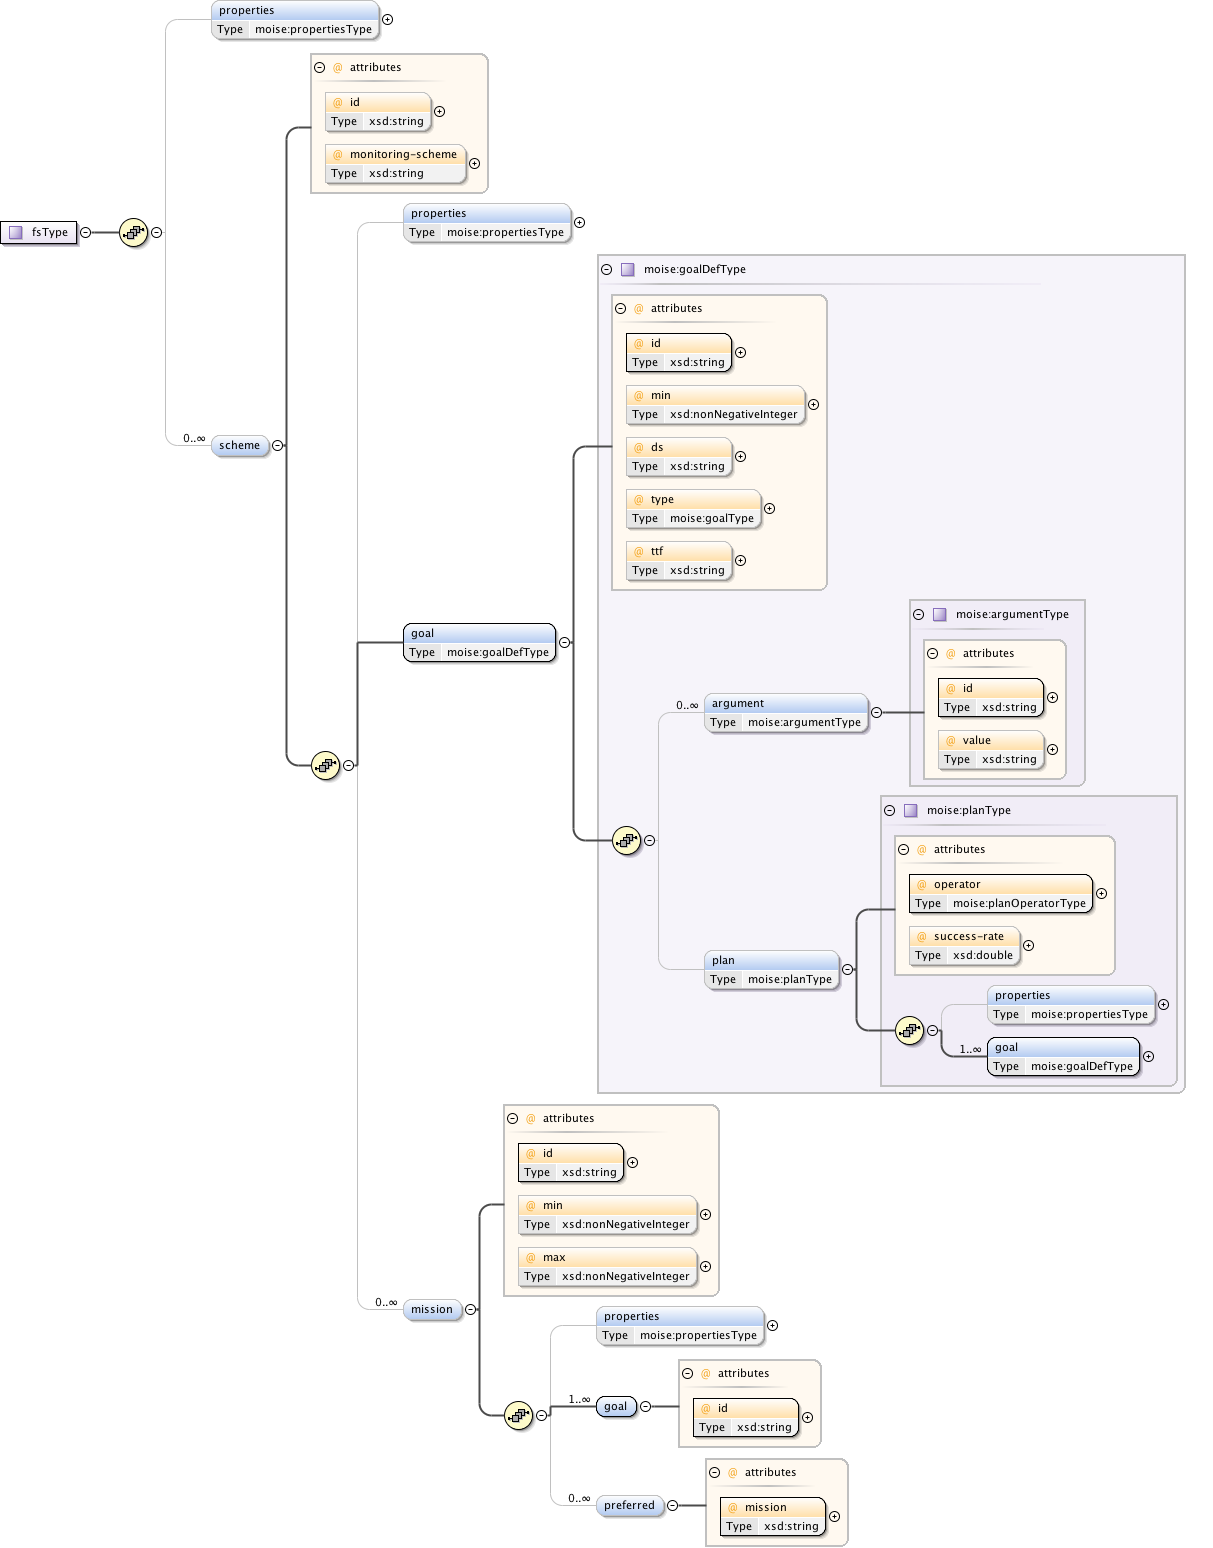 properties
Type moise:propertiesType
@ attributes
@ id
Type xsd:string
@ monitoring-scheme
Type xsd:string
fsType
properties
Type moise:propertiesType
moise:goalDefType
@ attributes
@ id
Type xsd:string
@ min
Type xsd:nonNegativeInteger
0..∞ scheme
@ ds
Type xsd:string
@ type
Type moise:goalType
@ ttf
Type xsd:string
goal
Type moise:goalDefType
moise:argumentType
@ attributes
@ id
Type xsd:string
0..∞ argument
Type moise:argumentType
@ value
Type xsd:string
moise:planType
@ attributes
@ operator
Type moise:planOperatorType
@ success-rate
Type xsd:double
plan
Type moise:planType
properties
Type moise:propertiesType
1..∞ goal
Type moise:goalDefType
@ attributes
@ id
Type xsd:string
@ min
Type xsd:nonNegativeInteger
@ max
Type xsd:nonNegativeInteger
0..∞ mission
properties
Type moise:propertiesType
@ attributes
1..∞ goal
@ id
Type xsd:string
@ attributes
0..∞ preferred
@ mission
Type xsd:string